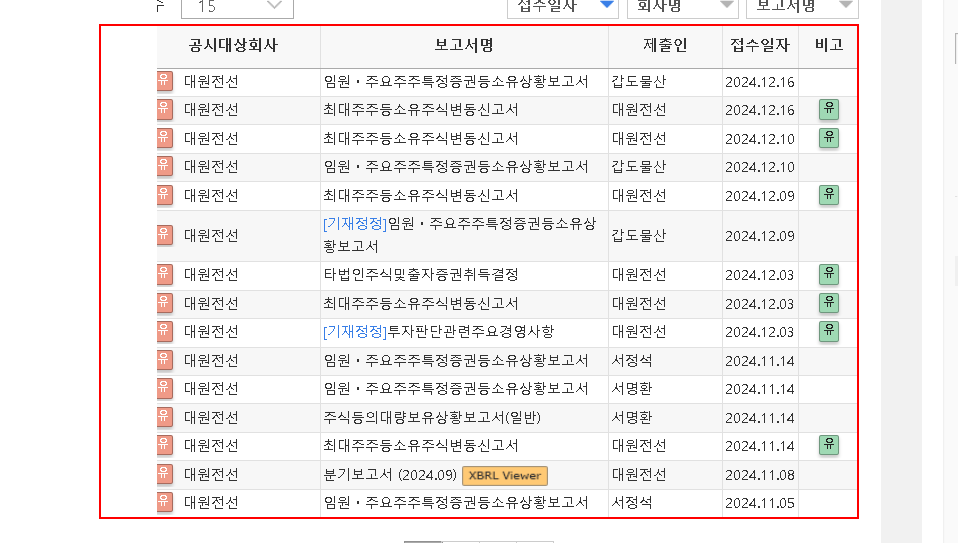 15 접수일자 회사명 보고서명
공시대상회사 보고서명 제출인 접수일자 비고
유 대원전선 임원ㆍ주요주주특정증권등소유상황보고서 갑도물산 2024.12.16
유 대원전선 최대주주등소유주식변동신고서 대원전선 2024.12.16 유
유 대원전선 최대주주등소유주식변동신고서 대원전선 2024.12.10 유
유 대원전선 임원ㆍ주요주주특정증권등소유상황보고서 갑도물산 2024.12.10
유 대원전선 최대주주등소유주식변동신고서 대원전선 2024.12.09 유
유 대원전선 [기재정정]임원ㆍ주요주주특정증권등소유상
황보고서 갑도물산 2024.12.09
유 대원전선 타법인주식및출자증권취득결정 대원전선 2024.12.03 유
유 대원전선 최대주주등소유주식변동신고서 대원전선 2024.12.03 유
유 대원전선 [기재정정]투자판단관련주요경영사항 대원전선 2024.12.03 유
유 대원전선 임원ㆍ주요주주특정증권등소유상황보고서 서정석 2024.11.14
유 대원전선 임원ㆍ주요주주특정증권등소유상황보고서 서명환 2024.11.14
유 대원전선 주식등의대량보유상황보고서(일반) 서명환 2024.11.14
유 대원전선 최대주주등소유주식변동신고서 대원전선 2024.11.14 유
유 대원전선 분기보고서 (2024.09) XBRL Viewer 대원전선 2024.11.08
유 대원전선 임원ㆍ주요주주특정증권등소유상황보고서 서정석 2024.11.05